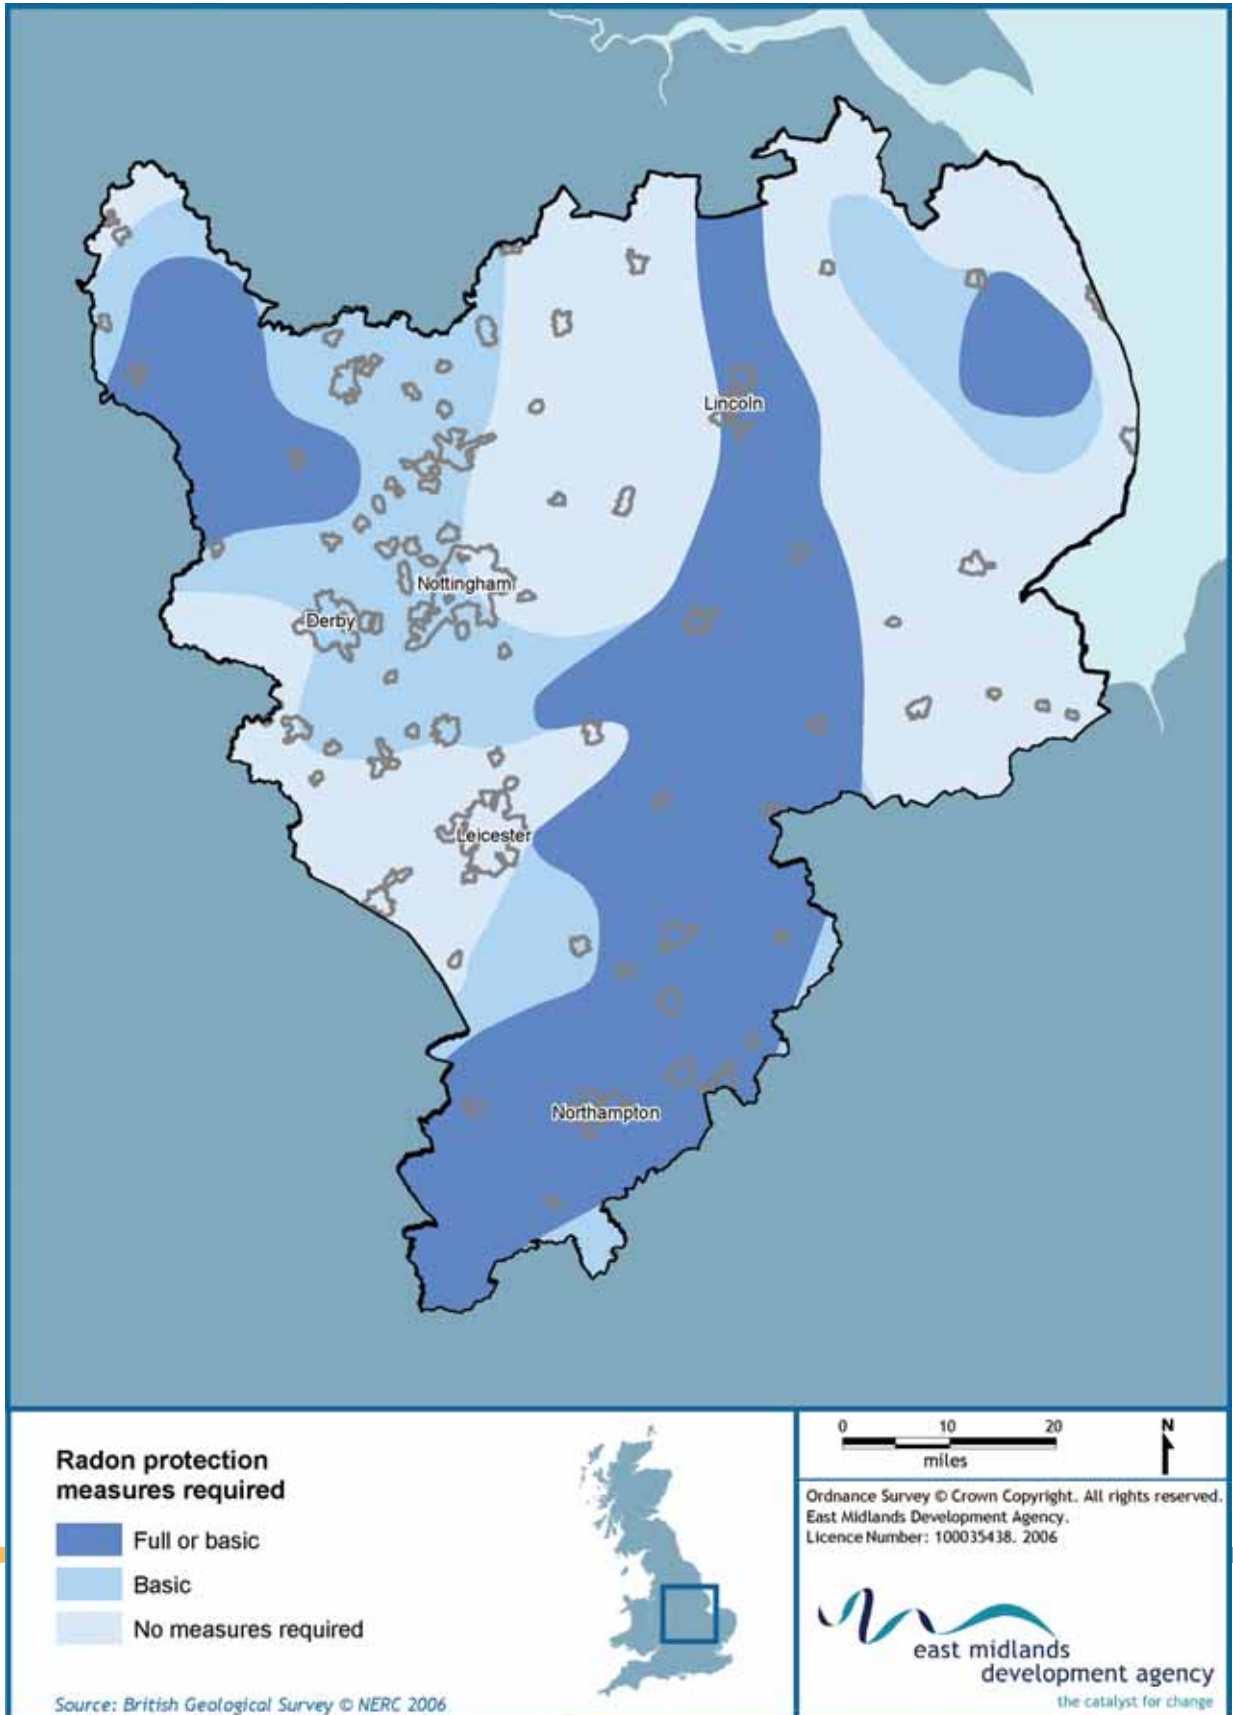 Lincoln
Nottingham
Derby
Leicester
Northampton
Radon protection
measures required
Full or basic
Basic
No measures required
Source: British Geological Survey © NERC 2006
0 10 20
miles
N
Ordnance Survey © Crown Copyright. All rights reserved.
East Midlands Development Agency.
Licence Number: 100035438. 2006
east midlands
development agency
the catalyst for change